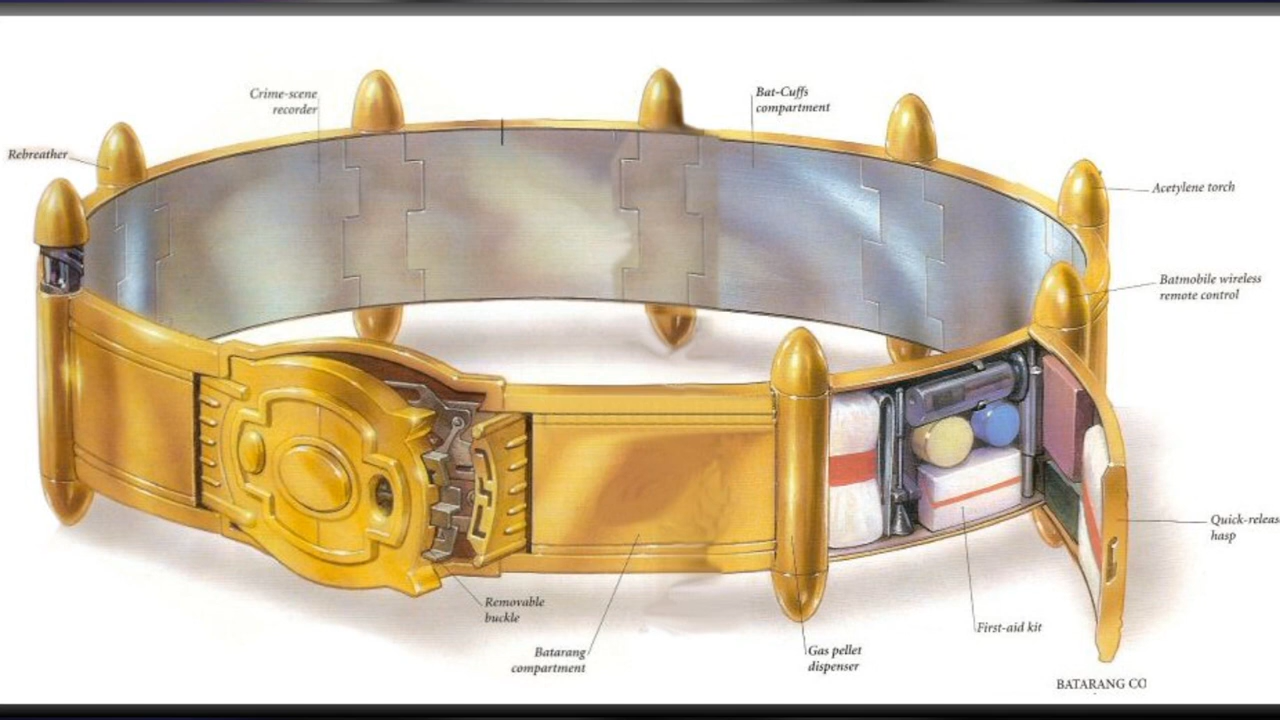 Crime-scene
recorder
Bat-Cuffs
compartment
Rebreather
Acetylene torch
Batmobile wireless
remote control
Quick-releas
hasp
Removable
buckle
First-aid kit
Batarang
compartment
Gas pellet
dispenser
BATARANG CO